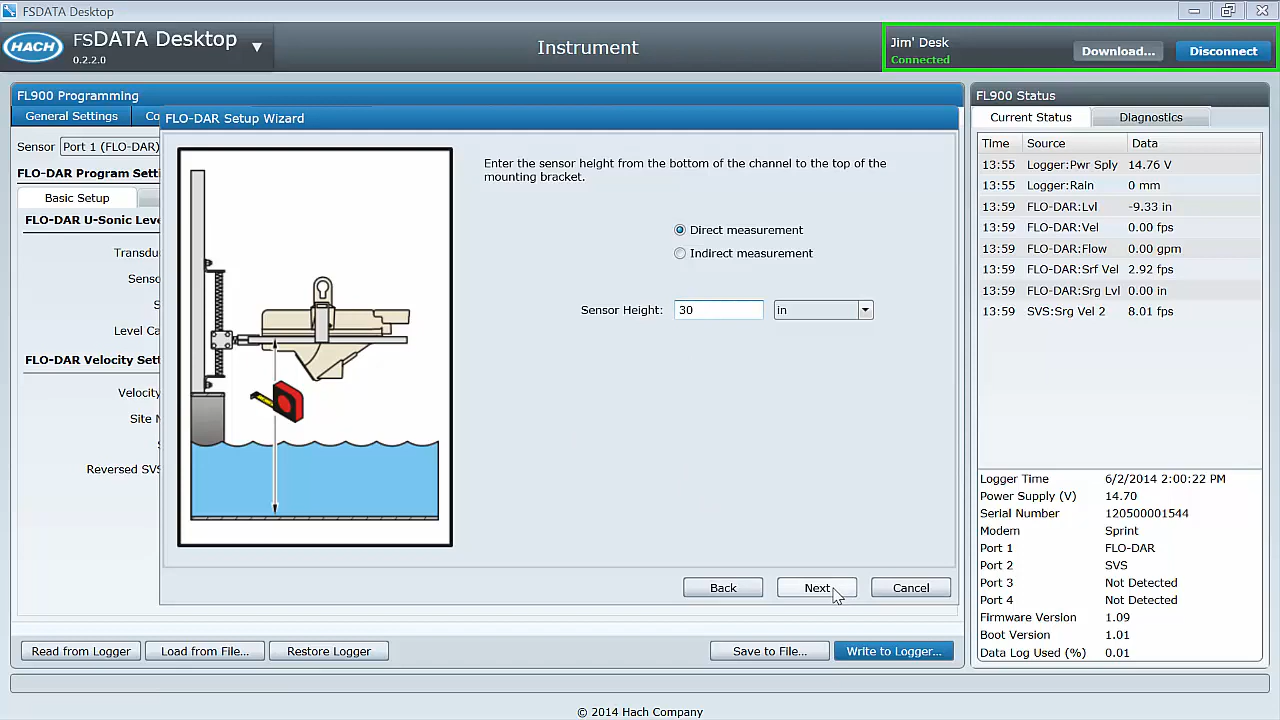 FSDATA Desktop
HACH
FSDATA Desktop
0.2.2.0
Instrument
Jim' Desk
Connected
Download...
Disconnect
FL900 Programming
General Settings
Co
Sensor
Port 1 (FLO-DAR)
FLO-DAR Program Setti
Basic Setup
FLO-DAR U-Sonic Leve
Transdu
Senso
S
Level Ca
FLO-DAR Velocity Set
Velocity
Site N
S
Reversed SVS
FLO-DAR Setup Wizard
Enter the sensor height from the bottom of the channel to the top of the
mounting bracket.
Direct measurement
Indirect measurement
Sensor Height: 30 in
Back
Next
Cancel
Read from Logger
Load from File...
Restore Logger
Save to File...
Write to Logger...
FL900 Status
Current Status
Diagnostics
Time Source Data
13:55 Logger:Pwr Sply 14.76 V
13:55 Logger:Rain 0 mm
13:59 FLO-DAR:Lvl -9.33 in
13:59 FLO-DAR:Vel 0.00 fps
13:59 FLO-DAR:Flow 0.00 gpm
13:59 FLO-DAR:Srf Vel 2.92 fps
13:59 FLO-DAR:Srg Lvl 0.00 in
13:59 SVS:Srg Vel 2 8.01 fps
Logger Time 6/2/2014 2:00:22 PM
Power Supply (V) 14.70
Serial Number 120500001544
Modem Sprint
Port 1 FLO-DAR
Port 2 SVS
Port 3 Not Detected
Port 4 Not Detected
Firmware Version 1.09
Boot Version 1.01
Data Log Used (%) 0.01
© 2014 Hach Company